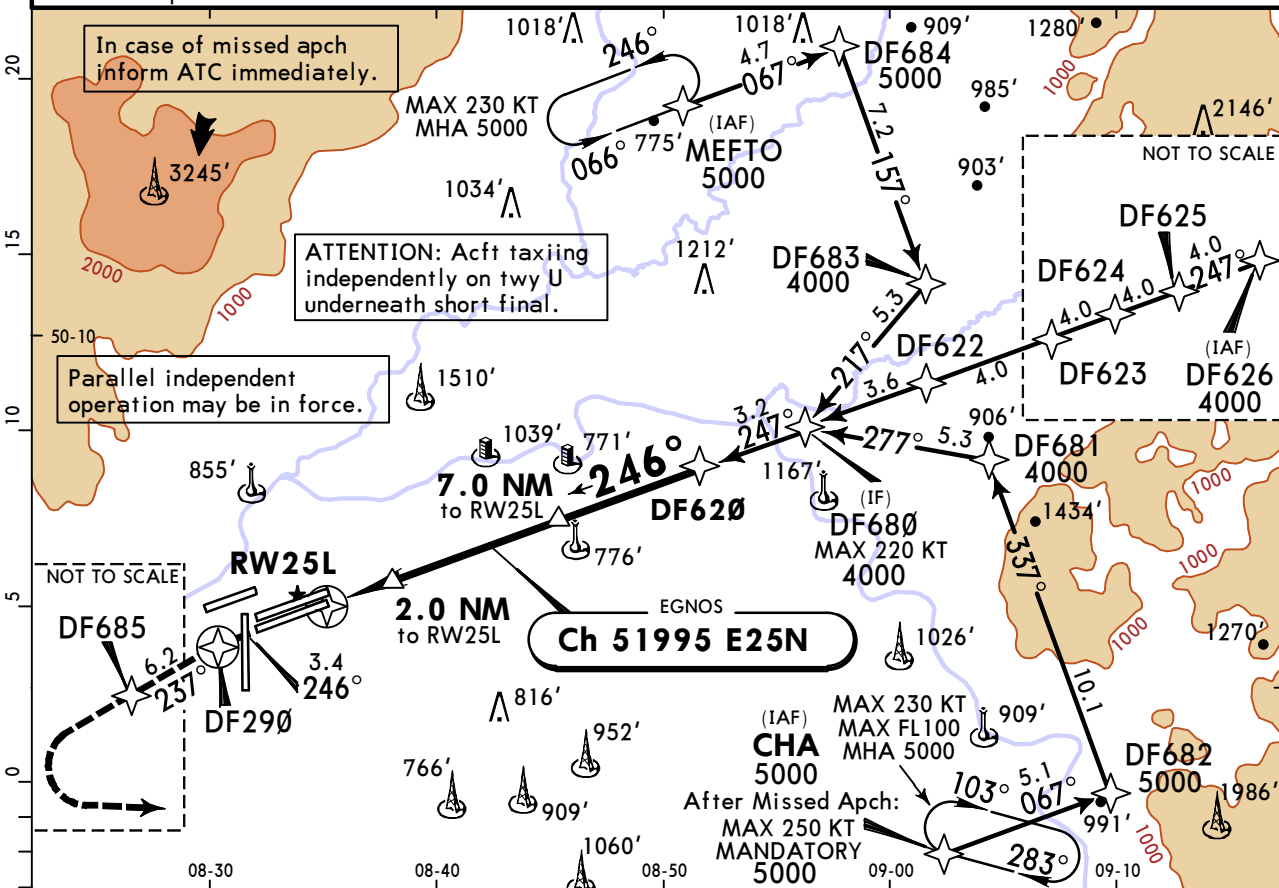 In case of missed apch
inform ATC immediately.
1018'
246°
1018'
4.7
067°
909'
DF684
5000
1280'
1000
20
MAX 230 KT
MHA 5000
066°
775'
(IAF)
MEFTO
5000
7.2
157°
985'
2146'
NOT TO SCALE
3245'
903'
1034'
DF625
4.0
247°
15
2000
1000
ATTENTION: Acft taxiing
independently on twy U
underneath short final.
1212'
DF683
4000
DF624
4.0
4.0
5.3
217°
DF622
50-10
(IAF)
DF626
4000
DF623
4.0
3.6
Parallel independent
operation may be in force.
1510'
10
3.2
247°
277°
5.3
906'
DF681
4000
855'
1039'
771'
246°
7.0 NM
to RW25L
DF62Ø
1167'
(IF)
DF68Ø
MAX 220 KT
4000
1000
1434'
776'
337°
1000
NOT TO SCALE
RW25L
5
2.0 NM
to RW25L
EGNOS
Ch 51995 E25N
DF685
6.2
237°
3.4
246°
DF29Ø
1026'
1000
1270'
816'
10.1
952'
(IAF)
CHA
5000
MAX 230 KT
MAX FL100
MHA 5000
909'
DF682
5000
0
766'
909'
After Missed Apch:
MAX 250 KT
MANDATORY
5000
103°
5.1
067°
991'
1986'
283°
1000
1060'
08-30
08-40
08-50
09-00
09-10